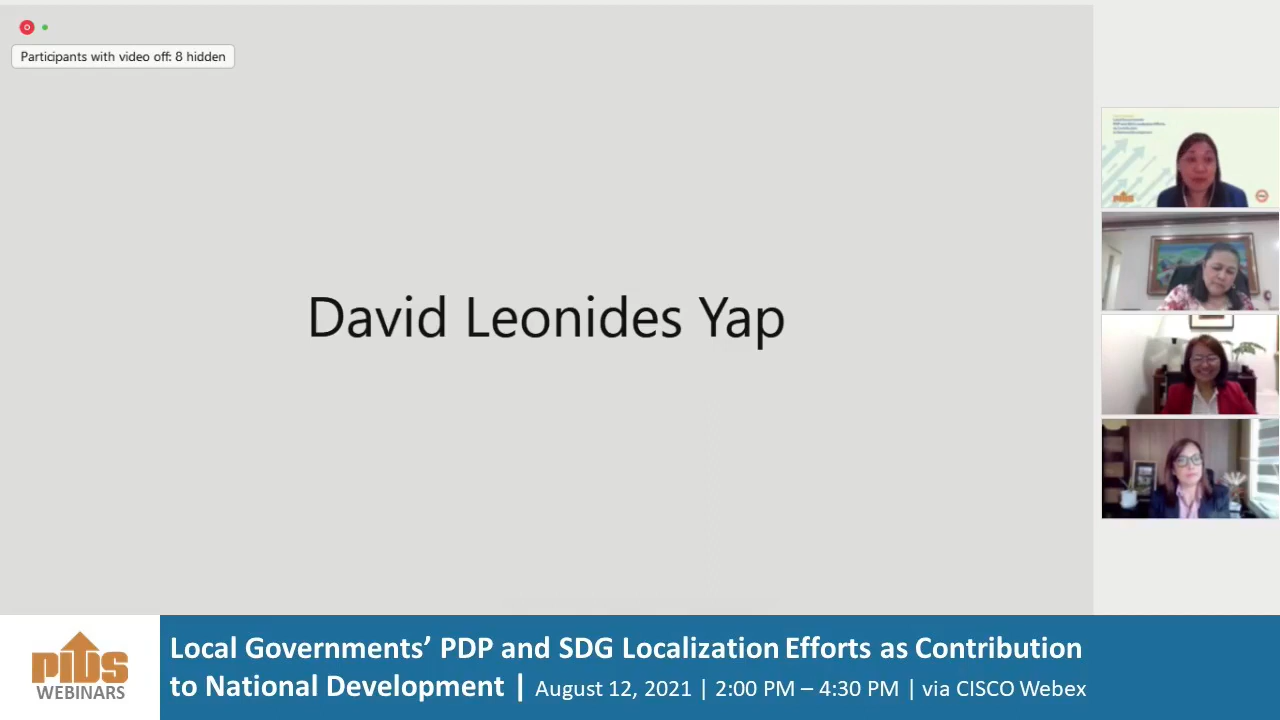 Participants with video off: 8 hidden
David Leonides Yap
PIDS
WEBINARS
Local Governments’ PDP and SDG Localization Efforts as Contribution
to National Development | August 12, 2021 | 2:00 PM – 4:30 PM | via CISCO Webex